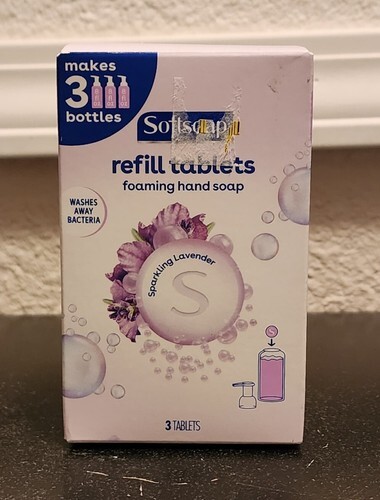 makes
3
bottles
Softsoap
refill tablets
foaming hand soap
WASHES
AWAY
BACTERIA
Sparkling Lavender
S
S
3 TABLETS